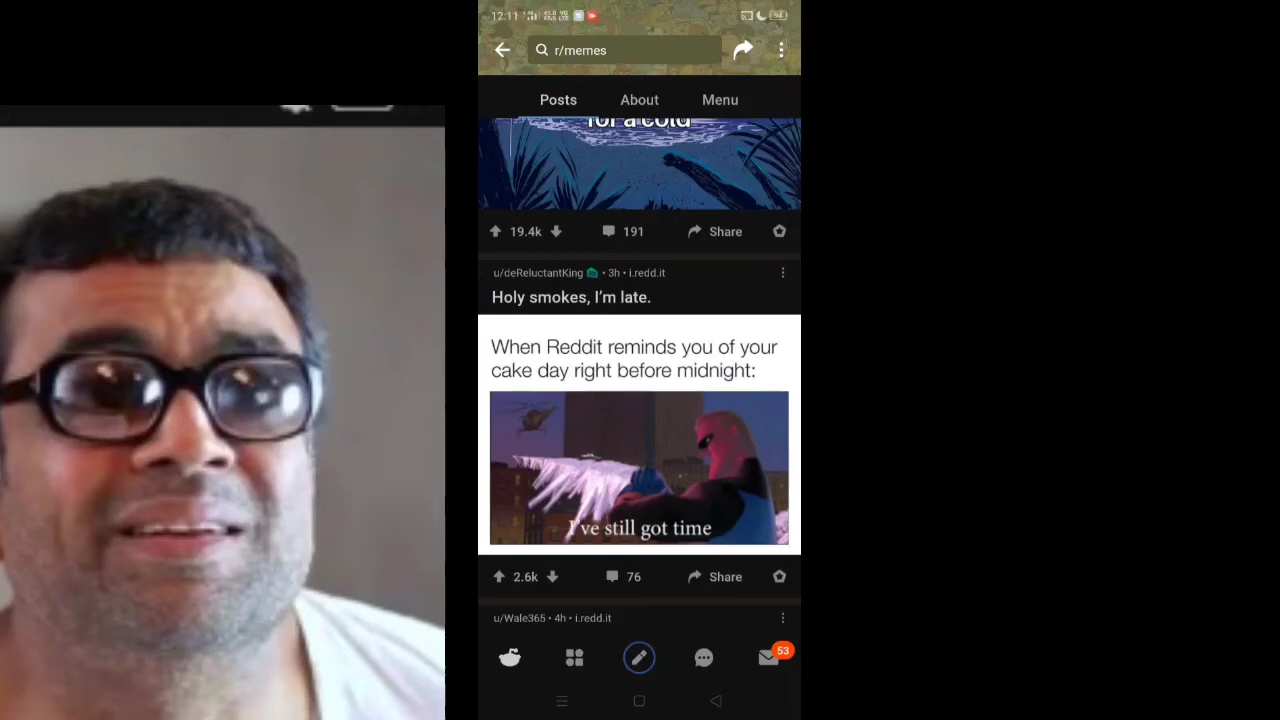 12:11
r/memes
Posts About Menu
for a cold
19.4k 191 Share
u/deReluctantKing • 3h • i.redd.it
Holy smokes, I'm late.
When Reddit reminds you of your
cake day right before midnight:
I've still got time
2.6k 76 Share
u/Wale365 • 4h • i.redd.it
53